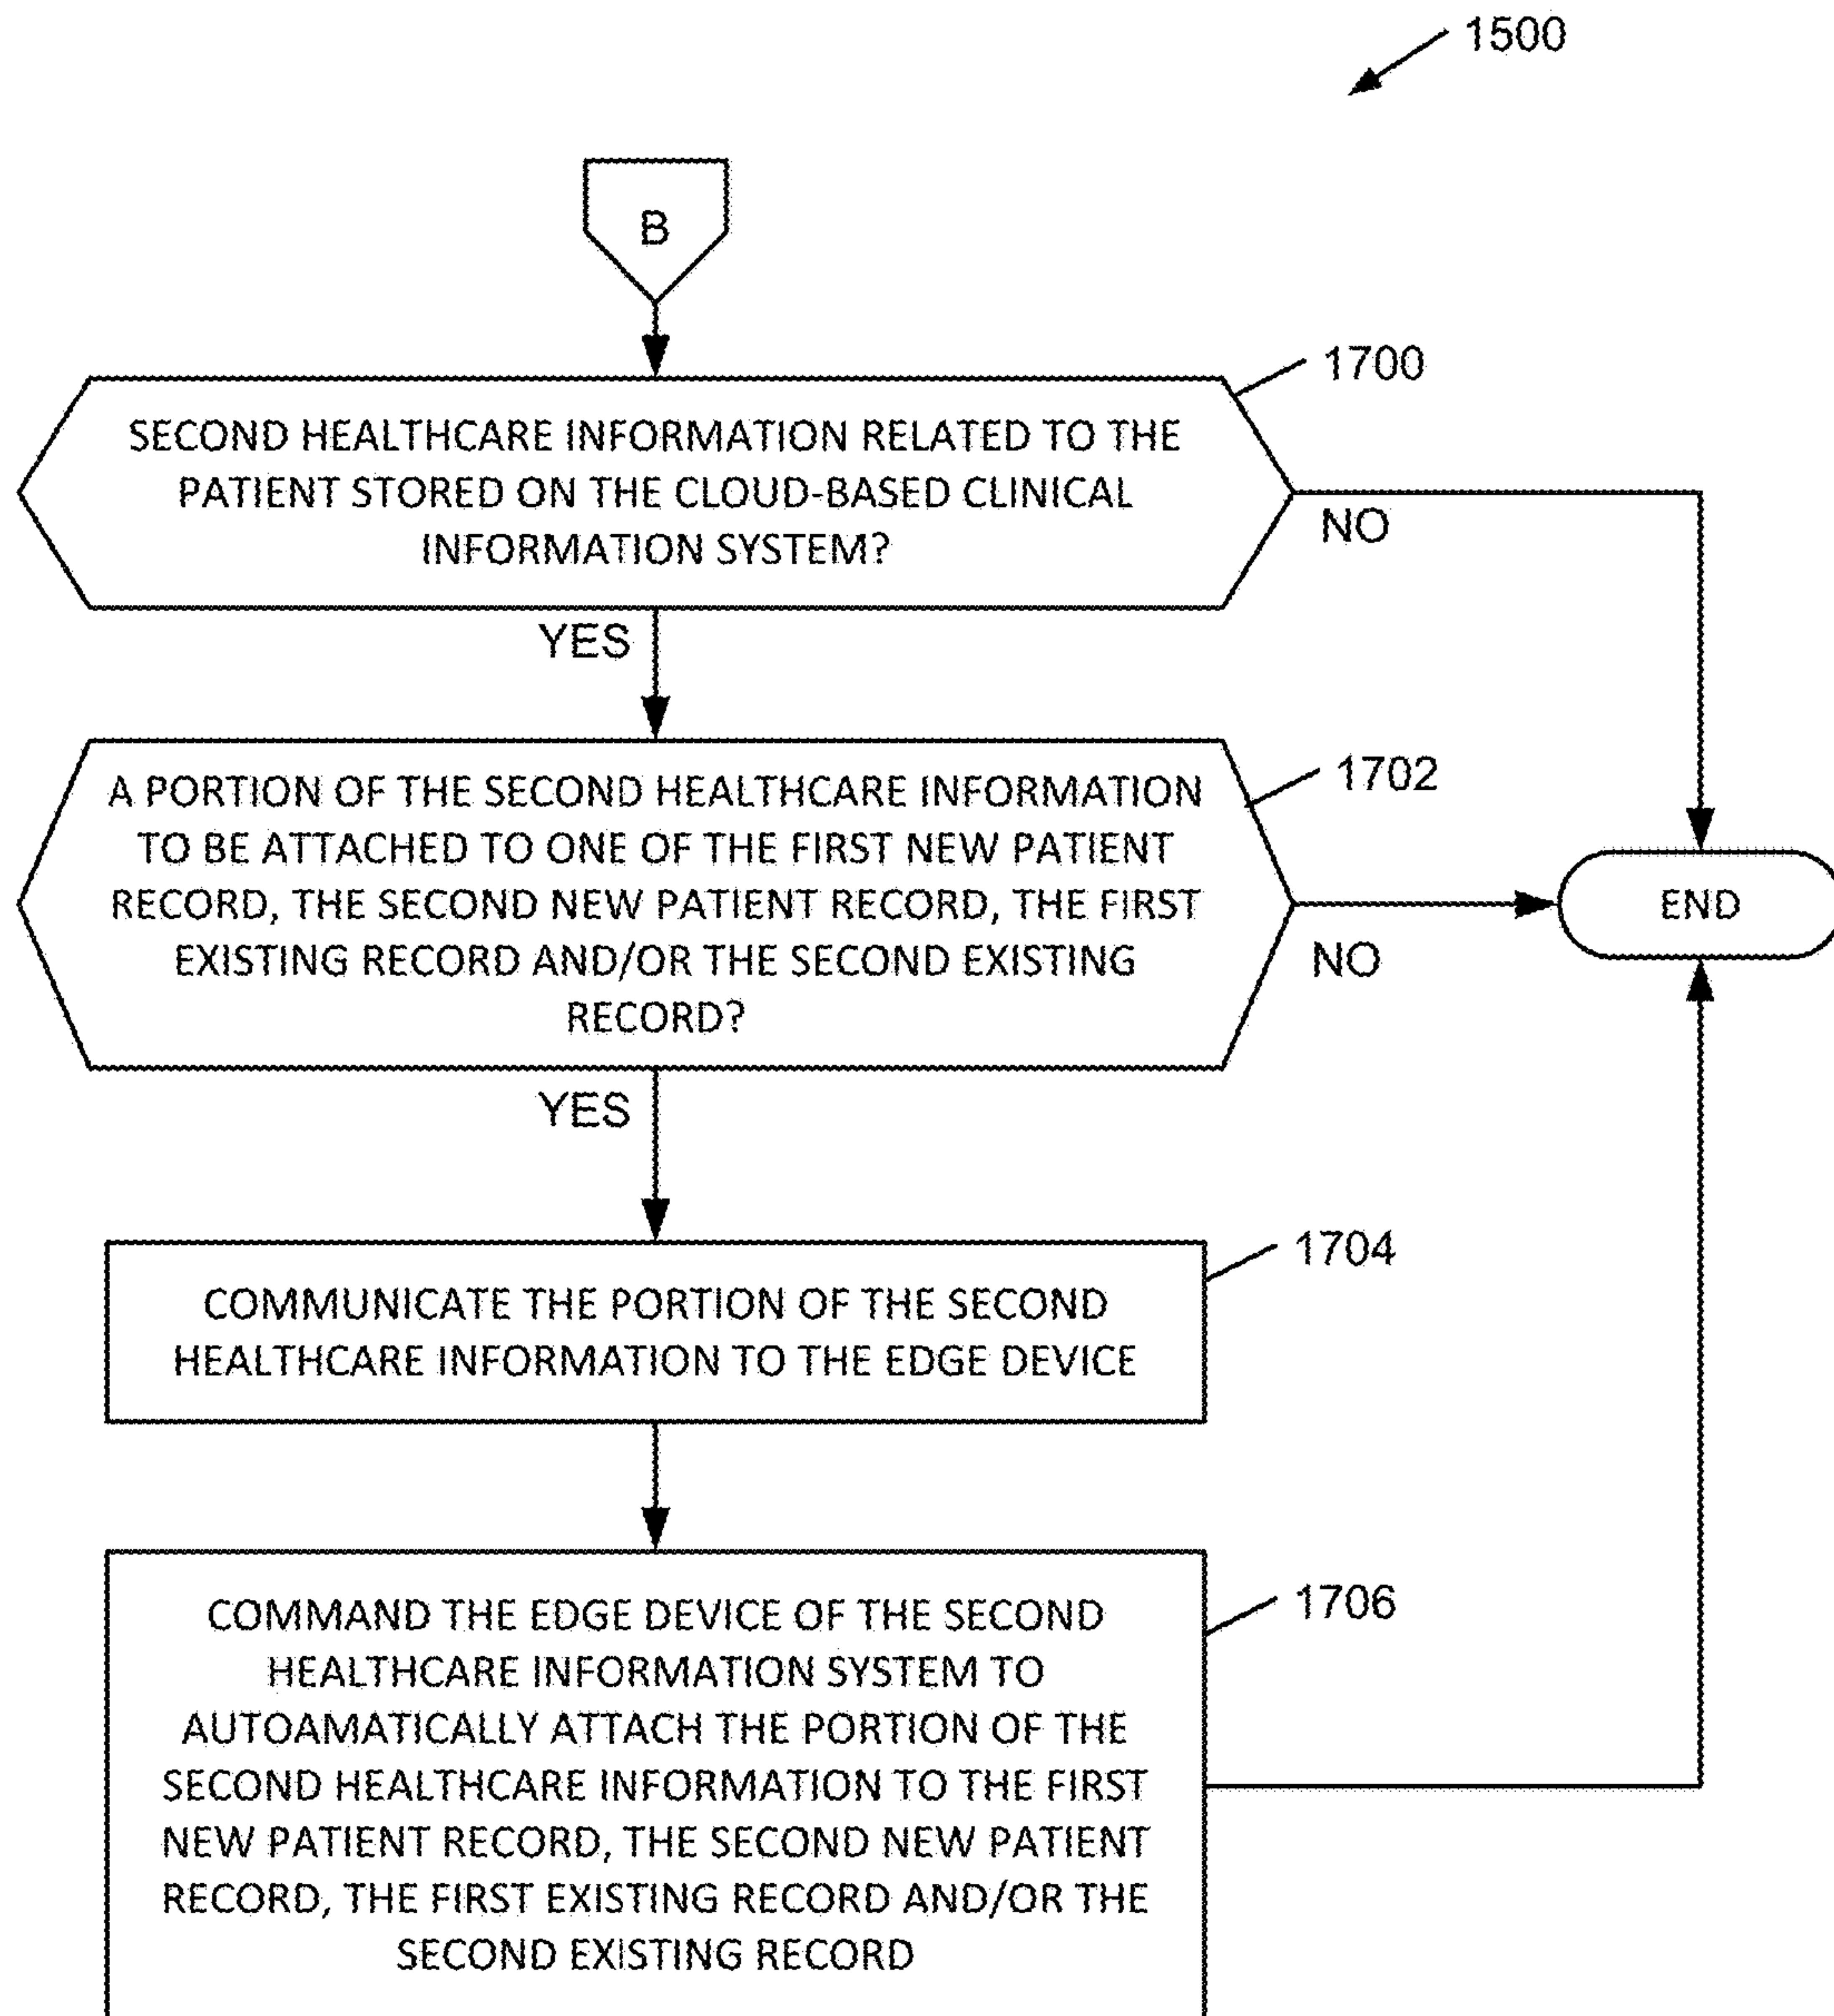 1500
B
1700
SECOND HEALTHCARE INFORMATION RELATED TO THE
PATIENT STORED ON THE CLOUD-BASED CLINICAL
INFORMATION SYSTEM?
NO
YES
1702
A PORTION OF THE SECOND HEALTHCARE INFORMATION
TO BE ATTACHED TO ONE OF THE FIRST NEW PATIENT
RECORD, THE SECOND NEW PATIENT RECORD, THE FIRST
EXISTING RECORD AND/OR THE SECOND EXISTING
RECORD?
NO
END
YES
1704
COMMUNICATE THE PORTION OF THE SECOND
HEALTHCARE INFORMATION TO THE EDGE DEVICE
1706
COMMAND THE EDGE DEVICE OF THE SECOND
HEALTHCARE INFORMATION SYSTEM TO
AUTOAMATICALLY ATTACH THE PORTION OF THE
SECOND HEALTHCARE INFORMATION TO THE FIRST
NEW PATIENT RECORD, THE SECOND NEW PATIENT
RECORD, THE FIRST EXISTING RECORD AND/OR THE
SECOND EXISTING RECORD